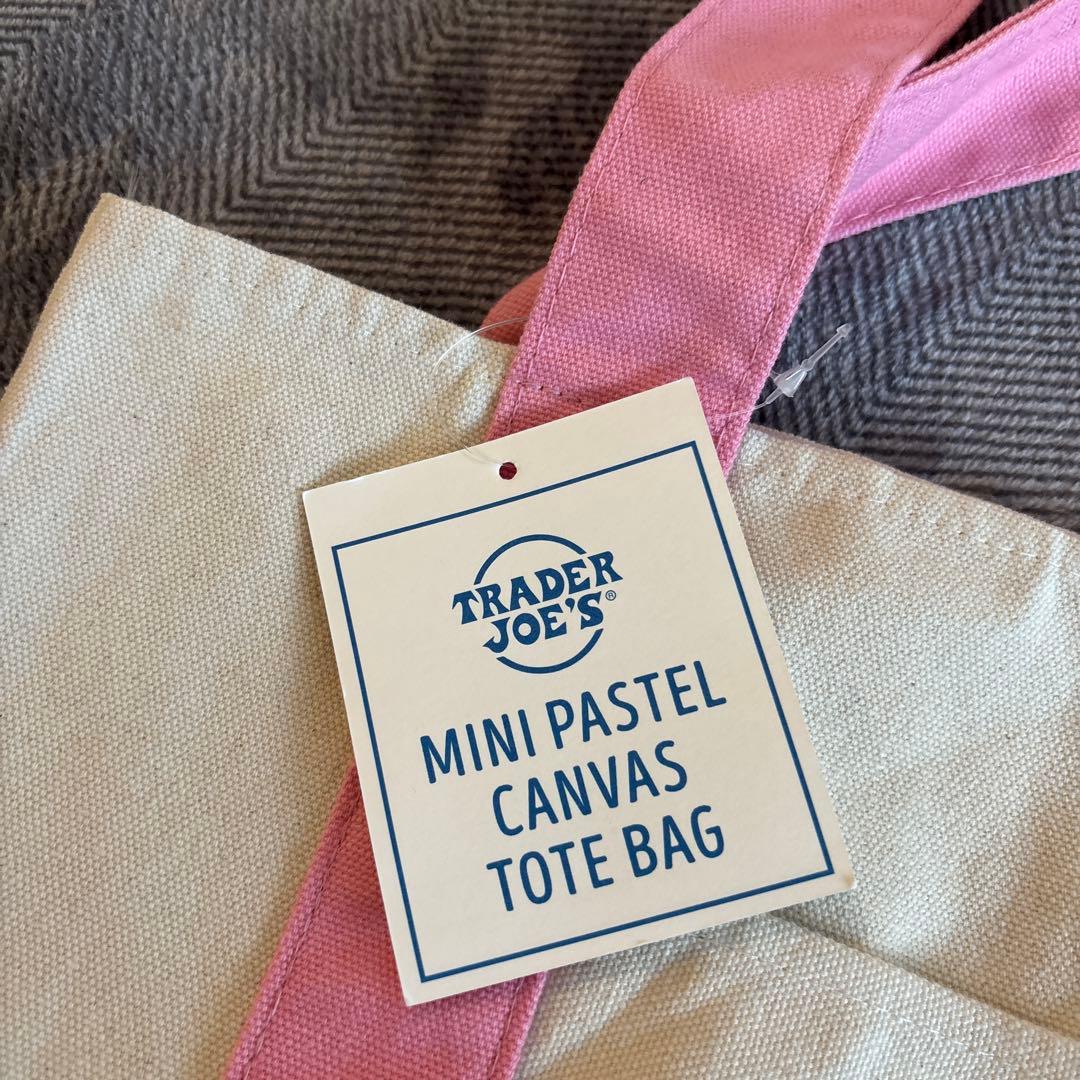 TRADER
JOE'S®
MINI PASTEL
CANVAS
TOTE BAG